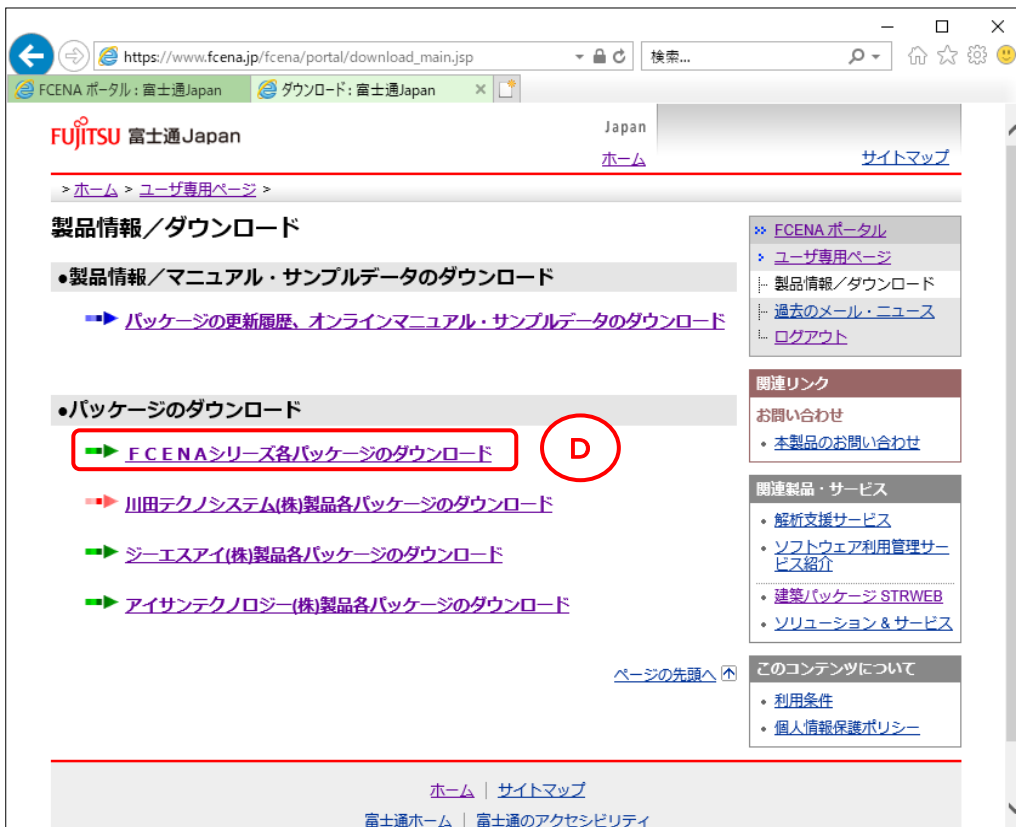 https://www.fcena.jp/fcena/portal/download_main.jsp
検索...
FCENA ポータル : 富士通Japan
ダウンロード : 富士通Japan
FUJITSU 富士通Japan
Japan
ホーム
サイトマップ
> ホーム > ユーザ専用ページ >
製品情報／ダウンロード
•製品情報／マニュアル・サンプルデータのダウンロード
パッケージの更新履歴、オンラインマニュアル・サンプルデータのダウンロード
•パッケージのダウンロード
ＦＣＥＮＡシリーズ各パッケージのダウンロード
D
川田テクノシステム(株)製品各パッケージのダウンロード
ジーエスアイ(株)製品各パッケージのダウンロード
アイサンテクノロジー(株)製品各パッケージのダウンロード
ページの先頭へ
FCENA ポータル
ユーザ専用ページ
製品情報／ダウンロード
過去のメール・ニュース
ログアウト
関連リンク
お問い合わせ
• 本製品のお問い合わせ
関連製品・サービス
• 解析支援サービス
• ソフトウェア利用管理サー
ビス紹介
• 建築パッケージ STRWEB
• ソリューション & サービス
このコンテンツについて
• 利用条件
• 個人情報保護ポリシー
ホーム | サイトマップ
富士通ホーム | 富士通のアクセシビリティ